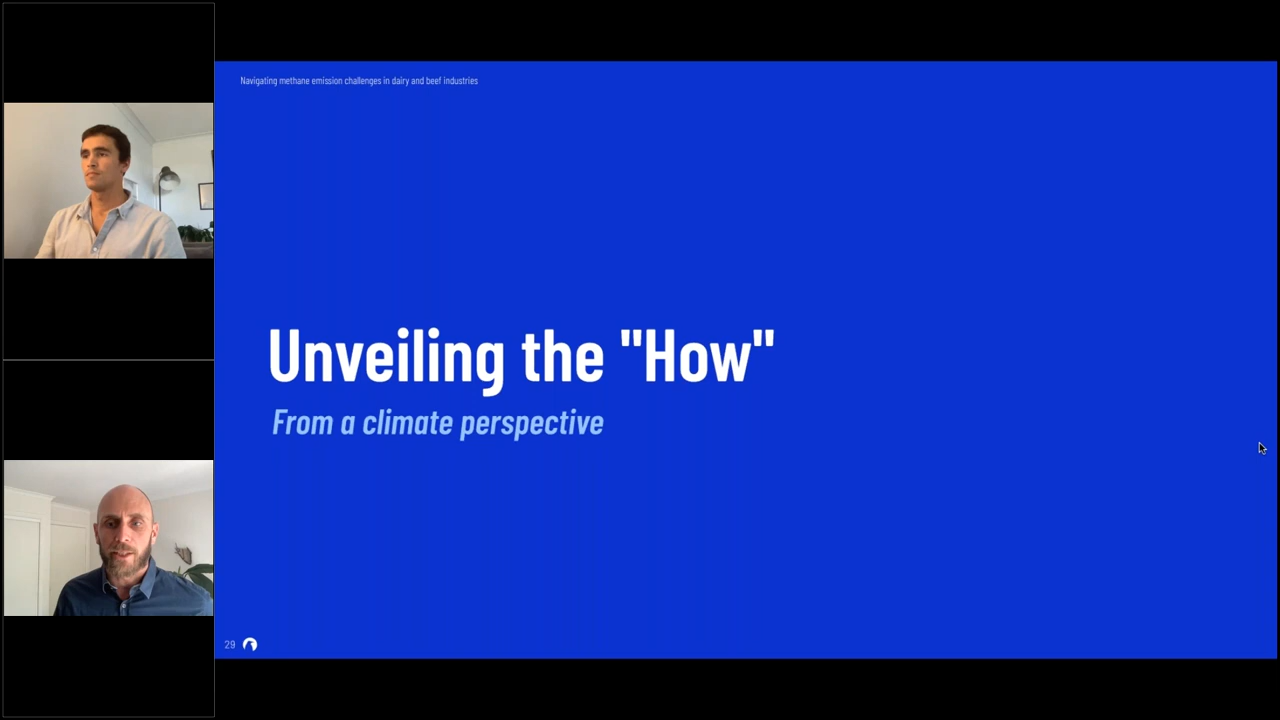 Navigating methane emission challenges in dairy and beef industries
Unveiling the "How"
From a climate perspective
29